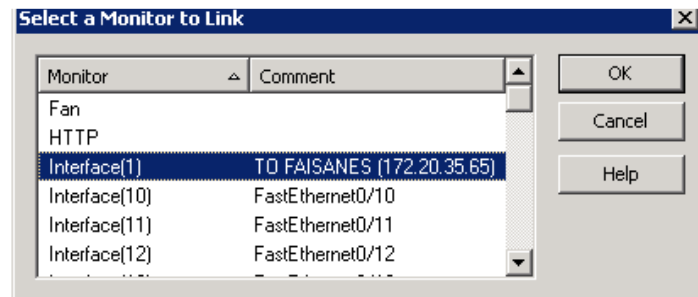 Select a Monitor to Link
Monitor Comment
Fan
HTTP
Interface(1) TO FAISANES (172.20.35.65)
Interface(10) FastEthernet0/10
Interface(11) FastEthernet0/11
Interface(12) FastEthernet0/12
OK
Cancel
Help